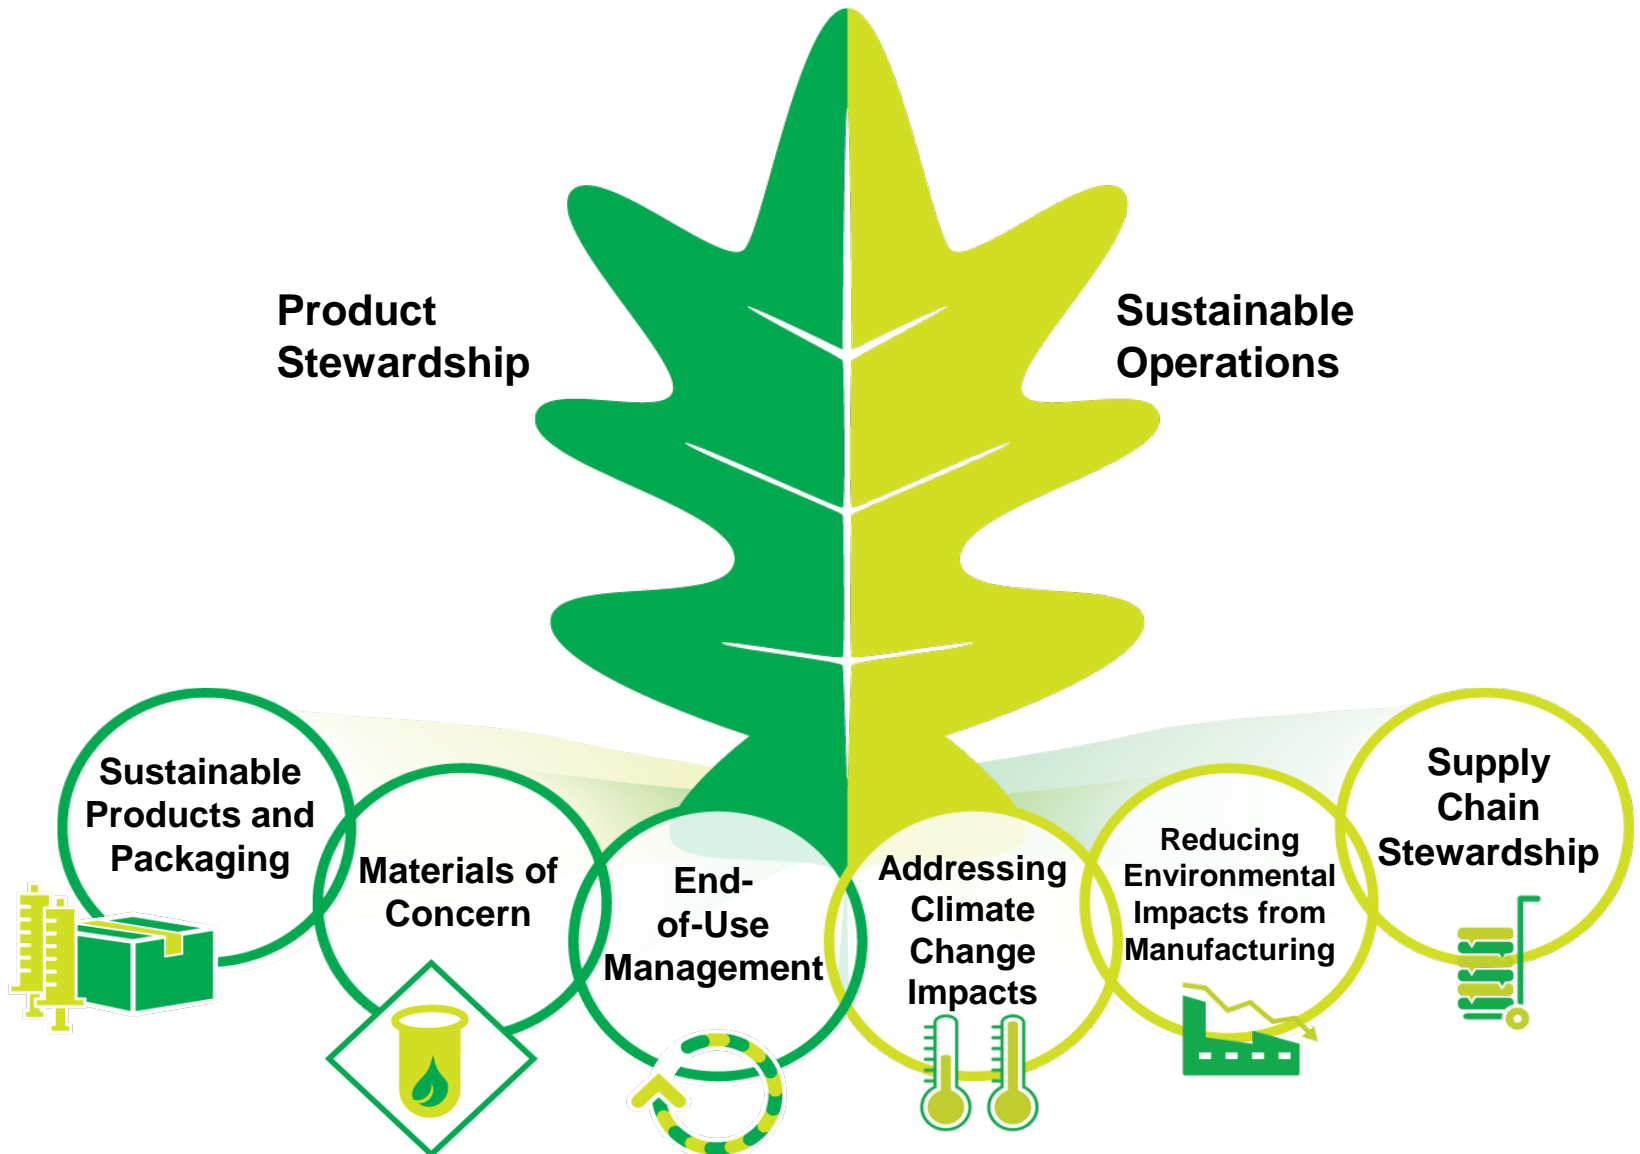 Product
Stewardship
Sustainable
Operations
Sustainable
Products and
Packaging
Materials of
Concern
End-
of-Use
Management
Addressing
Climate
Change
Impacts
Reducing
Environmental
Impacts from
Manufacturing
Supply
Chain
Stewardship